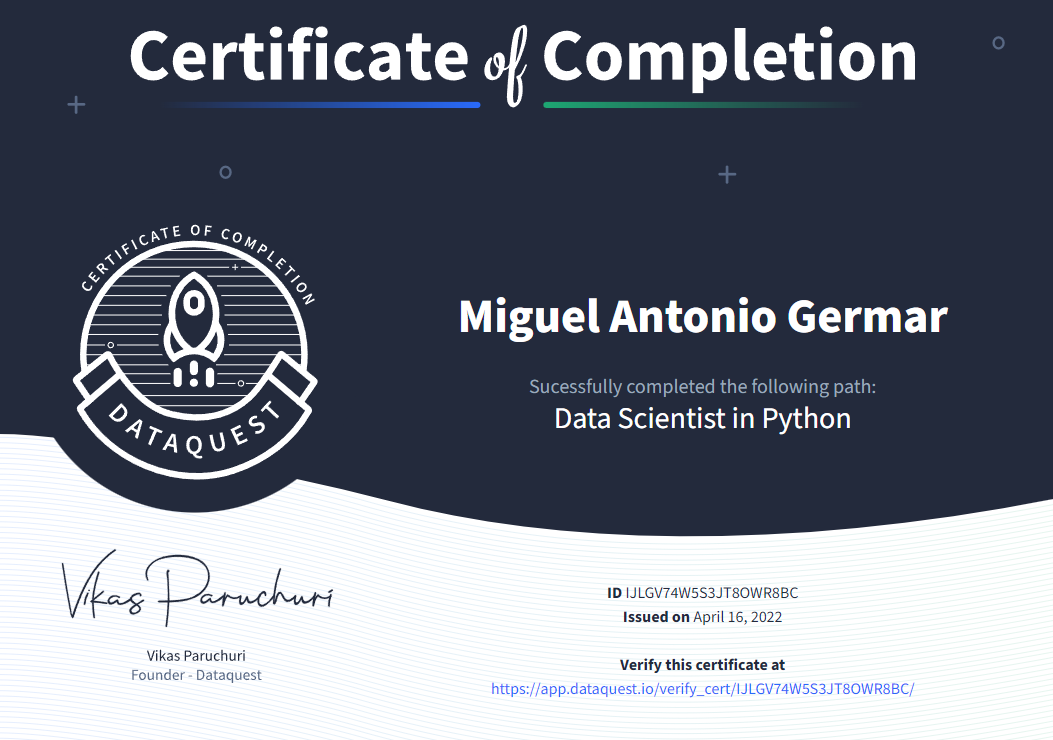 Certificate of Completion
CERTIFICATE OF COMPLETION
DATAQUEST
Miguel Antonio Germar
Sucessfully completed the following path:
Data Scientist in Python
Vikas Paruchuri
Vikas Paruchuri
Founder - Dataquest
ID IJLGV74W5S3JT8OWR8BC
Issued on April 16, 2022
Verify this certificate at
https://app.dataquest.io/verify_cert/IJLGV74W5S3JT8OWR8BC/